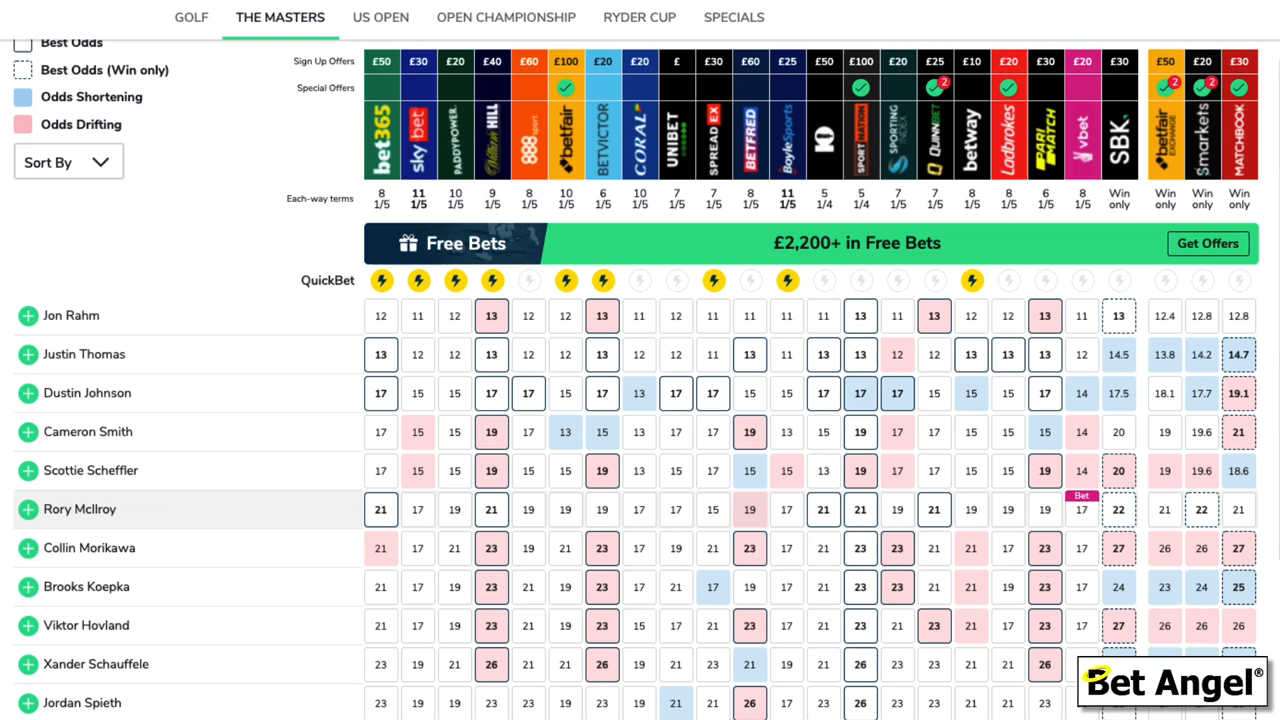 GOLF THE MASTERS US OPEN OPEN CHAMPIONSHIP RYDER CUP SPECIALS
Best Odds
Best Odds (Win only)
Odds Shortening
Odds Drifting
Sort By
Sign Up Offers £50 £30 £20 £40 £60 £100 £20 £20 £ £30 £60 £25 £50 £100 £20 £25 £10 £20 £30 £20 £30 £50 £20 £30
Special Offers 2 2 2
bet365 sky bet PADDYPOWER. William HILL 888sport betfair BETVICTOR CORAL UNIBET SPREADEX BETFRED BoyleSports 10 SPORT NATION SPORTING INDEX QUINNBET betway Ladbrokes PARIMATCH vbet SBK betfair EXCHANGE Smarkets MATCHBOOK
Each-way terms
8 11 10 9 8 10 6 10 7 7 8 11 5 5 7 7 8 8 6 8 Win Win Win Win
1/5 1/5 1/5 1/5 1/5 1/5 1/5 1/5 1/5 1/5 1/5 1/5 1/4 1/4 1/5 1/5 1/5 1/5 1/5 1/5 only only only only
Free Bets £2,200+ in Free Bets Get Offers
QuickBet
Jon Rahm 12 11 12 13 12 12 13 11 12 11 11 11 11 13 11 13 12 12 13 11 13 12.4 12.8 12.8
Justin Thomas 13 12 12 13 12 12 13 12 12 11 13 11 13 13 12 12 13 13 13 12 14.5 13.8 14.2 14.7
Dustin Johnson 17 15 15 17 17 15 17 13 17 17 15 15 17 17 17 15 15 15 17 14 17.5 18.1 17.7 19.1
Cameron Smith 17 15 15 19 17 13 15 13 17 17 19 13 15 19 17 17 15 15 15 14 20 19 19.6 21
Scottie Scheffler 17 15 15 19 15 15 19 13 15 17 15 15 13 19 17 17 15 15 19 14 20 19 19.6 18.6
Bet
Rory McIlroy 21 17 19 21 19 19 19 17 17 15 19 17 21 21 19 21 19 19 19 17 22 21 22 21
Collin Morikawa 21 17 21 23 19 21 23 17 19 21 23 17 21 23 23 21 21 17 23 17 27 26 26 27
Brooks Koepka 21 17 19 23 21 19 23 17 21 17 19 17 21 23 23 21 21 19 23 17 24 23 24 25
Viktor Hovland 21 17 19 23 21 19 23 15 17 21 23 17 21 23 21 23 21 17 23 17 27 26 26 26
Xander Schauffele 23 19 21 26 21 21 26 19 21 23 21 19 21 26 23 23 21 21 26
Jordan Spieth 23 19 19 23 23 19 23 19 21 21 26 17 23 26 23 23 21 21 23
Bet Angel®